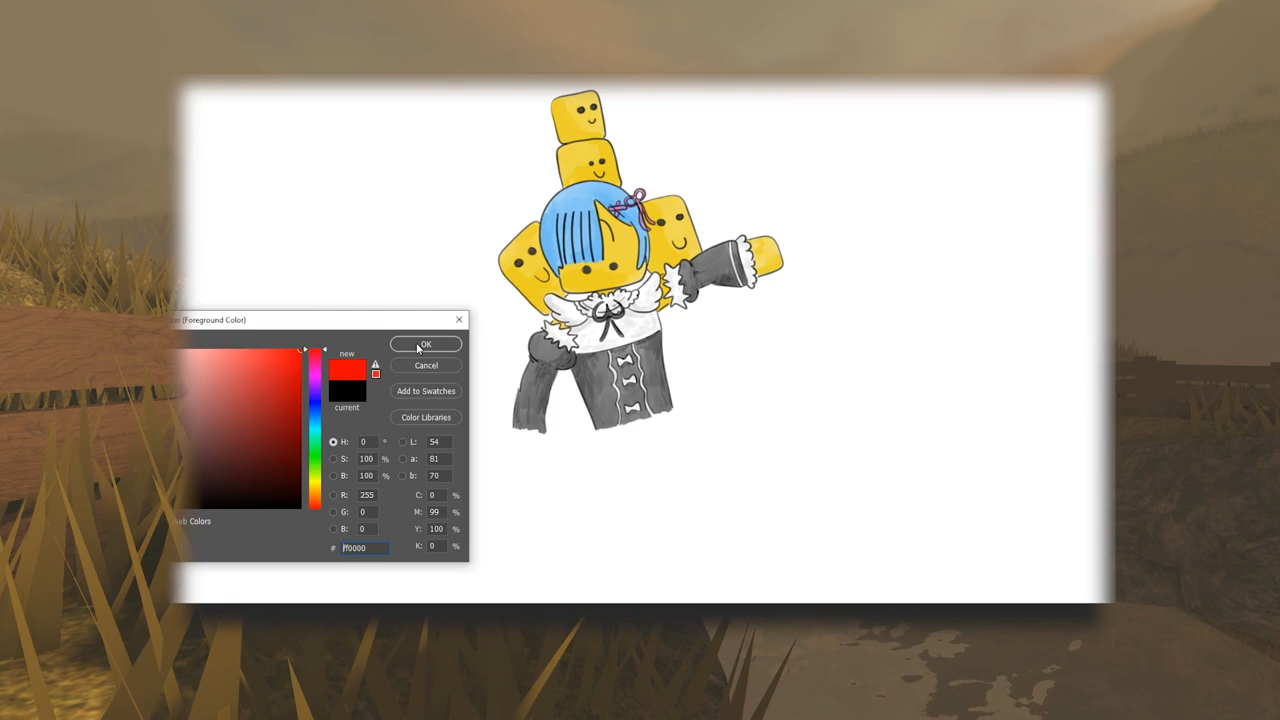 (Foreground Color)
new
current
OK
Cancel
Add to Swatches
Color Libraries
H: 0 °
S: 100 %
B: 100 %
R: 255
G: 0
B: 0
# ff0000
L: 54
a: 81
b: 70
C: 0 %
M: 99 %
Y: 100 %
K: 0 %
Colors